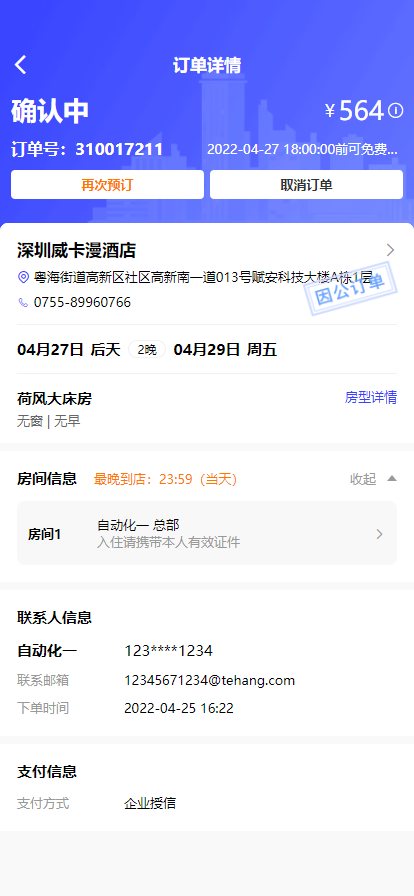 订单详情
确认中
¥564
订单号：310017211
2022-04-27 18:00:00前可免费...
再次预订
取消订单
深圳威卡漫酒店
粤海街道高新区社区高新南一道013号赋安科技大楼A栋1层
因公订单
0755-89960766
04月27日 后天 2晚 04月29日 周五
荷风大床房
房型详情
无窗 | 无早
房间信息 最晚到店：23:59（当天）
收起
房间1
自动化一 总部
入住请携带本人有效证件
联系人信息
自动化一 123****1234
联系邮箱 12345671234@tehang.com
下单时间 2022-04-25 16:22
支付信息
支付方式 企业授信